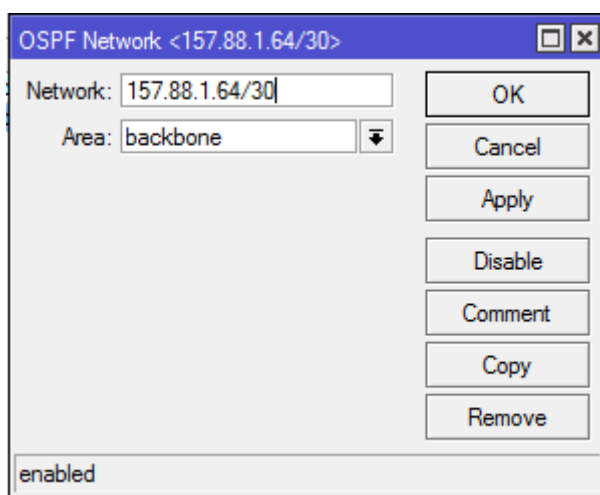 OSPF Network <157.88.1.64/30>
Network: 157.88.1.64/30
OK
Area: backbone
Cancel
Apply
Disable
Comment
Copy
Remove
enabled